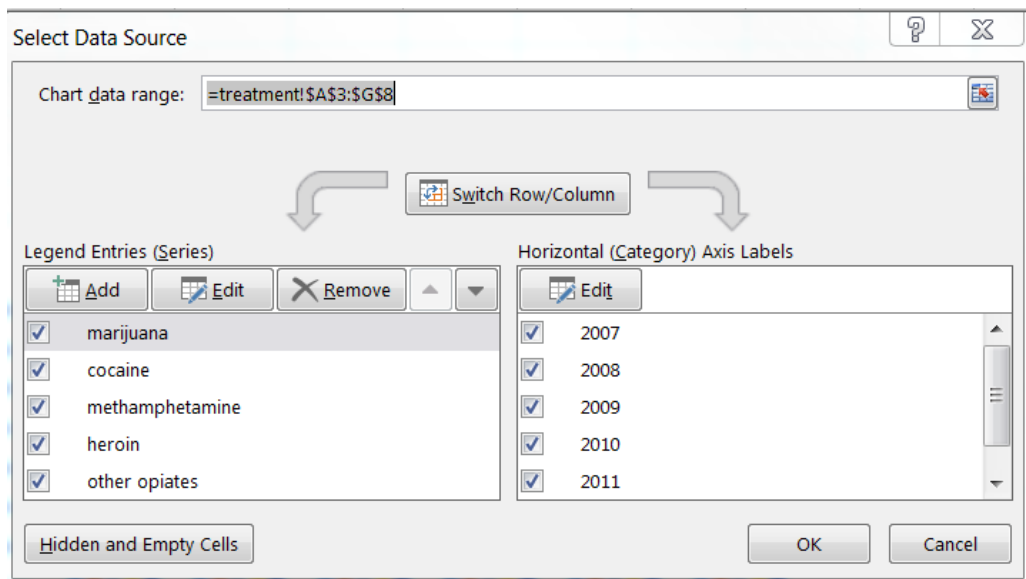 Select Data Source
Chart data range: =treatment!$A$3:$G$8
Switch Row/Column
Legend Entries (Series)
Horizontal (Category) Axis Labels
Add Edit Remove
Edit
marijuana
2007
cocaine
2008
methamphetamine
2009
heroin
2010
other opiates
2011
Hidden and Empty Cells
OK
Cancel